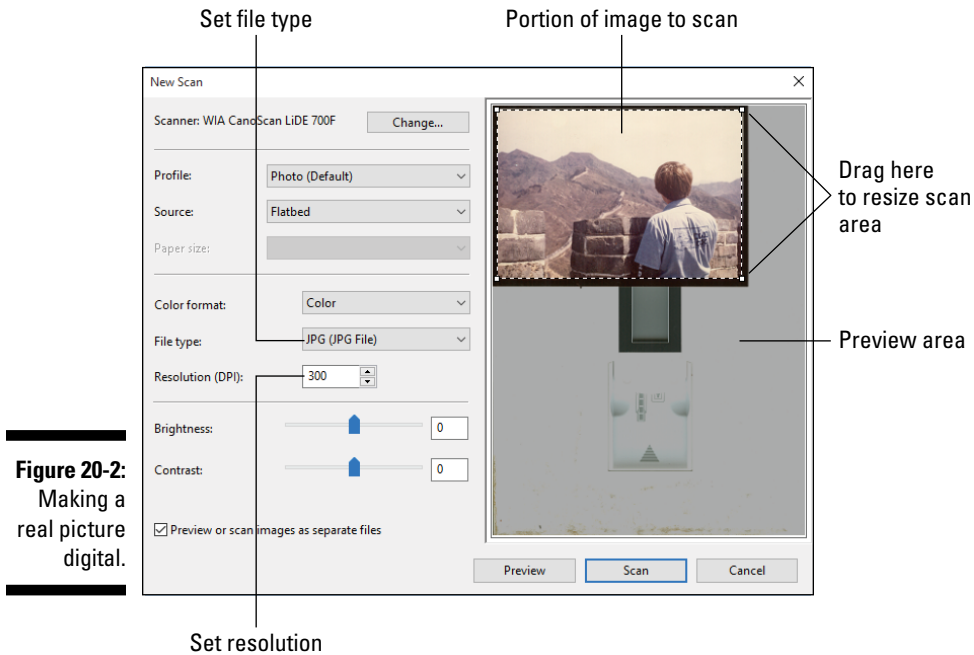 Set file type
Portion of image to scan
New Scan
Scanner: WIA CanoScan LiDE 700F
Change...
Profile:
Photo (Default)
Source:
Flatbed
Paper size:
Color format:
Color
File type:
JPG (JPG File)
Resolution (DPI):
300
Brightness:
0
Contrast:
0
Preview or scan images as separate files
Drag here
to resize scan
area
Preview area
Preview
Scan
Cancel
Figure 20-2:
Making a
real picture
digital.
Set resolution